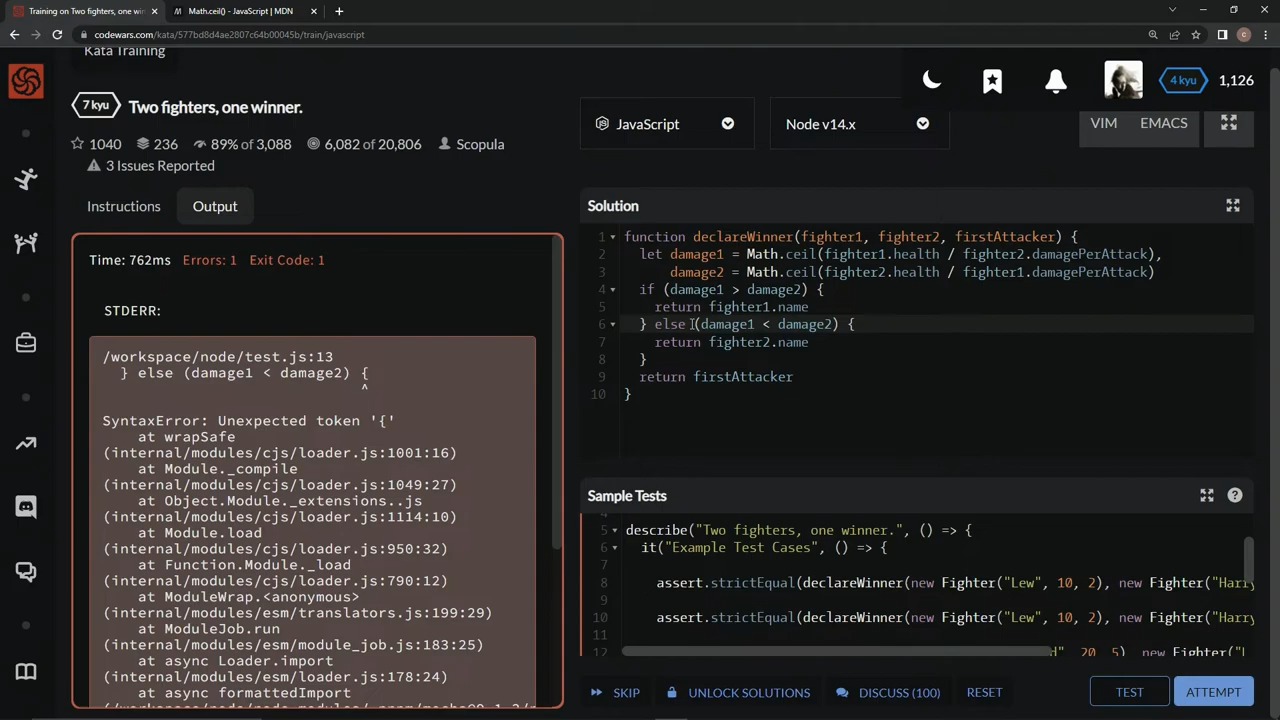 Training on Two fighters, one win
Math.ceil() - JavaScript | MDN
codewars.com/kata/577bd8d4ae2807c64b00045b/train/javascript
Kata Training
7 kyu
Two fighters, one winner.
4 kyu
1,126
1040
236
89% of 3,088
6,082 of 20,806
Scopula
3 Issues Reported
JavaScript
Node v14.x
VIM
EMACS
Instructions
Output
Time: 762ms Errors: 1 Exit Code: 1
STDERR:
/workspace/node/test.js:13
} else (damage1 < damage2) {
^
SyntaxError: Unexpected token '{'
at wrapSafe
(internal/modules/cjs/loader.js:1001:16)
at Module._compile
(internal/modules/cjs/loader.js:1049:27)
at Object.Module._extensions..js
(internal/modules/cjs/loader.js:1114:10)
at Module.load
(internal/modules/cjs/loader.js:950:32)
at Function.Module._load
(internal/modules/cjs/loader.js:790:12)
at ModuleWrap.<anonymous>
(internal/modules/esm/translators.js:199:29)
at ModuleJob.run
(internal/modules/esm/module_job.js:183:25)
at async Loader.import
(internal/modules/esm/loader.js:178:24)
at async formattedImport
Solution
1 function declareWinner(fighter1, fighter2, firstAttacker) {
2 let damage1 = Math.ceil(fighter1.health / fighter2.damagePerAttack),
3 damage2 = Math.ceil(fighter2.health / fighter1.damagePerAttack)
4 if (damage1 > damage2) {
5 return fighter1.name
6 } else (damage1 < damage2) {
7 return fighter2.name
8 }
9 return firstAttacker
10 }
Sample Tests
4
5 describe("Two fighters, one winner.", () => {
6 it("Example Test Cases", () => {
7
8 assert.strictEqual(declareWinner(new Fighter("Lew", 10, 2), new Fighter("Harry
9
10 assert.strictEqual(declareWinner(new Fighter("Lew", 10, 2), new Fighter("Harry
11
12 d", 20, 5), new Fighter("
SKIP
UNLOCK SOLUTIONS
DISCUSS (100)
RESET
TEST
ATTEMPT